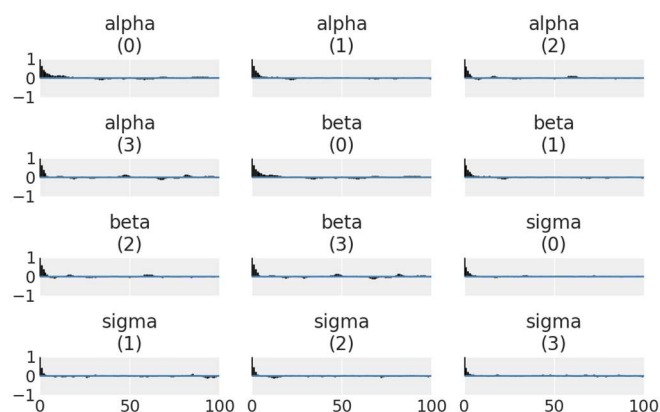 alpha alpha alpha
(0) (1) (2)
1
0
−1
alpha beta beta
(3) (0) (1)
1
0
−1
beta beta sigma
(2) (3) (0)
1
0
−1
sigma sigma sigma
(1) (2) (3)
1
0
−1
0 50 100 0 50 100 0 50 100